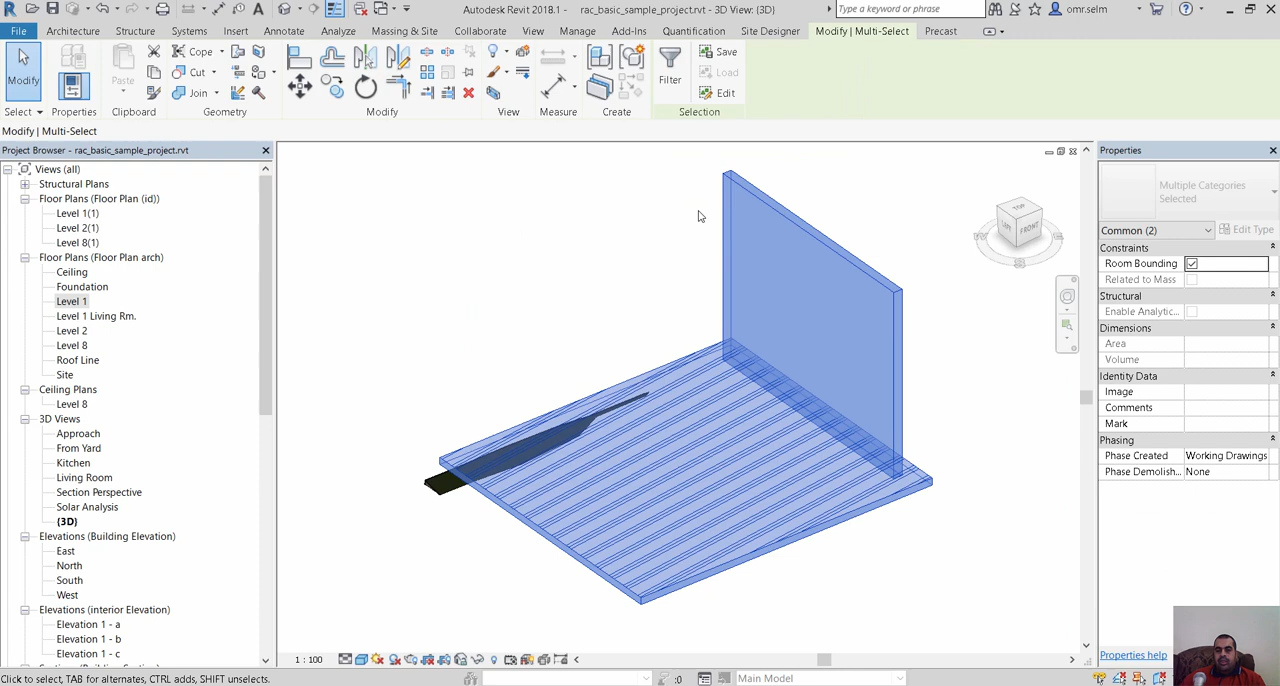 Autodesk Revit 2018.1 - rac_basic_sample_project.rvt - 3D View: {3D}
Type a keyword or phrase
omr.selm
File Architecture Structure Systems Insert Annotate Analyze Massing & Site Collaborate View Manage Add-Ins Quantification Site Designer Modify | Multi-Select Precast
Cope Save
Modify Paste Cut Filter Load
Join Edit
Select Properties Clipboard Geometry Modify View Measure Create Selection
Modify | Multi-Select
Project Browser - rac_basic_sample_project.rvt
Views (all)
Structural Plans
Floor Plans (Floor Plan (id))
Level 1(1)
Level 2(1)
Level 8(1)
Floor Plans (Floor Plan arch)
Ceiling
Foundation
Level 1
Level 1 Living Rm.
Level 2
Level 8
Roof Line
Site
Ceiling Plans
Level 8
3D Views
Approach
From Yard
Kitchen
Living Room
Section Perspective
Solar Analysis
{3D}
Elevations (Building Elevation)
East
North
South
West
Elevations (interior Elevation)
Elevation 1 - a
Elevation 1 - b
Elevation 1 - c
TOP
FRONT
1 : 100
Properties
Multiple Categories
Selected
Common (2) Edit Type
Constraints
Room Bounding
Related to Mass
Structural
Enable Analytic...
Dimensions
Area
Volume
Identity Data
Image
Comments
Mark
Phasing
Phase Created Working Drawings
Phase Demolish... None
Properties help
Click to select, TAB for alternates, CTRL adds, SHIFT unselects.
:0
Main Model